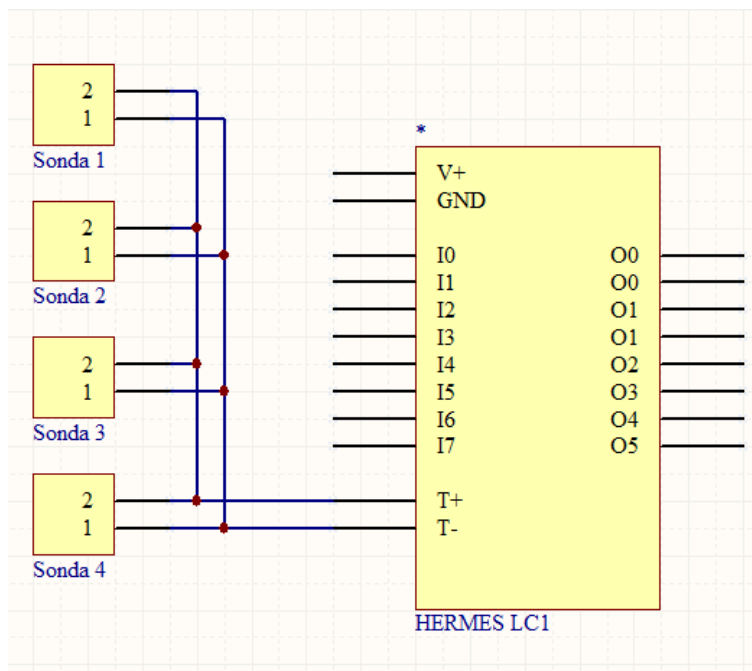 2
1
Sonda 1
2
1
Sonda 2
2
1
Sonda 3
2
1
Sonda 4
*
V+
GND
I0 O0
I1 O0
I2 O1
I3 O1
I4 O2
I5 O3
I6 O4
I7 O5
T+
T-
HERMES LC1